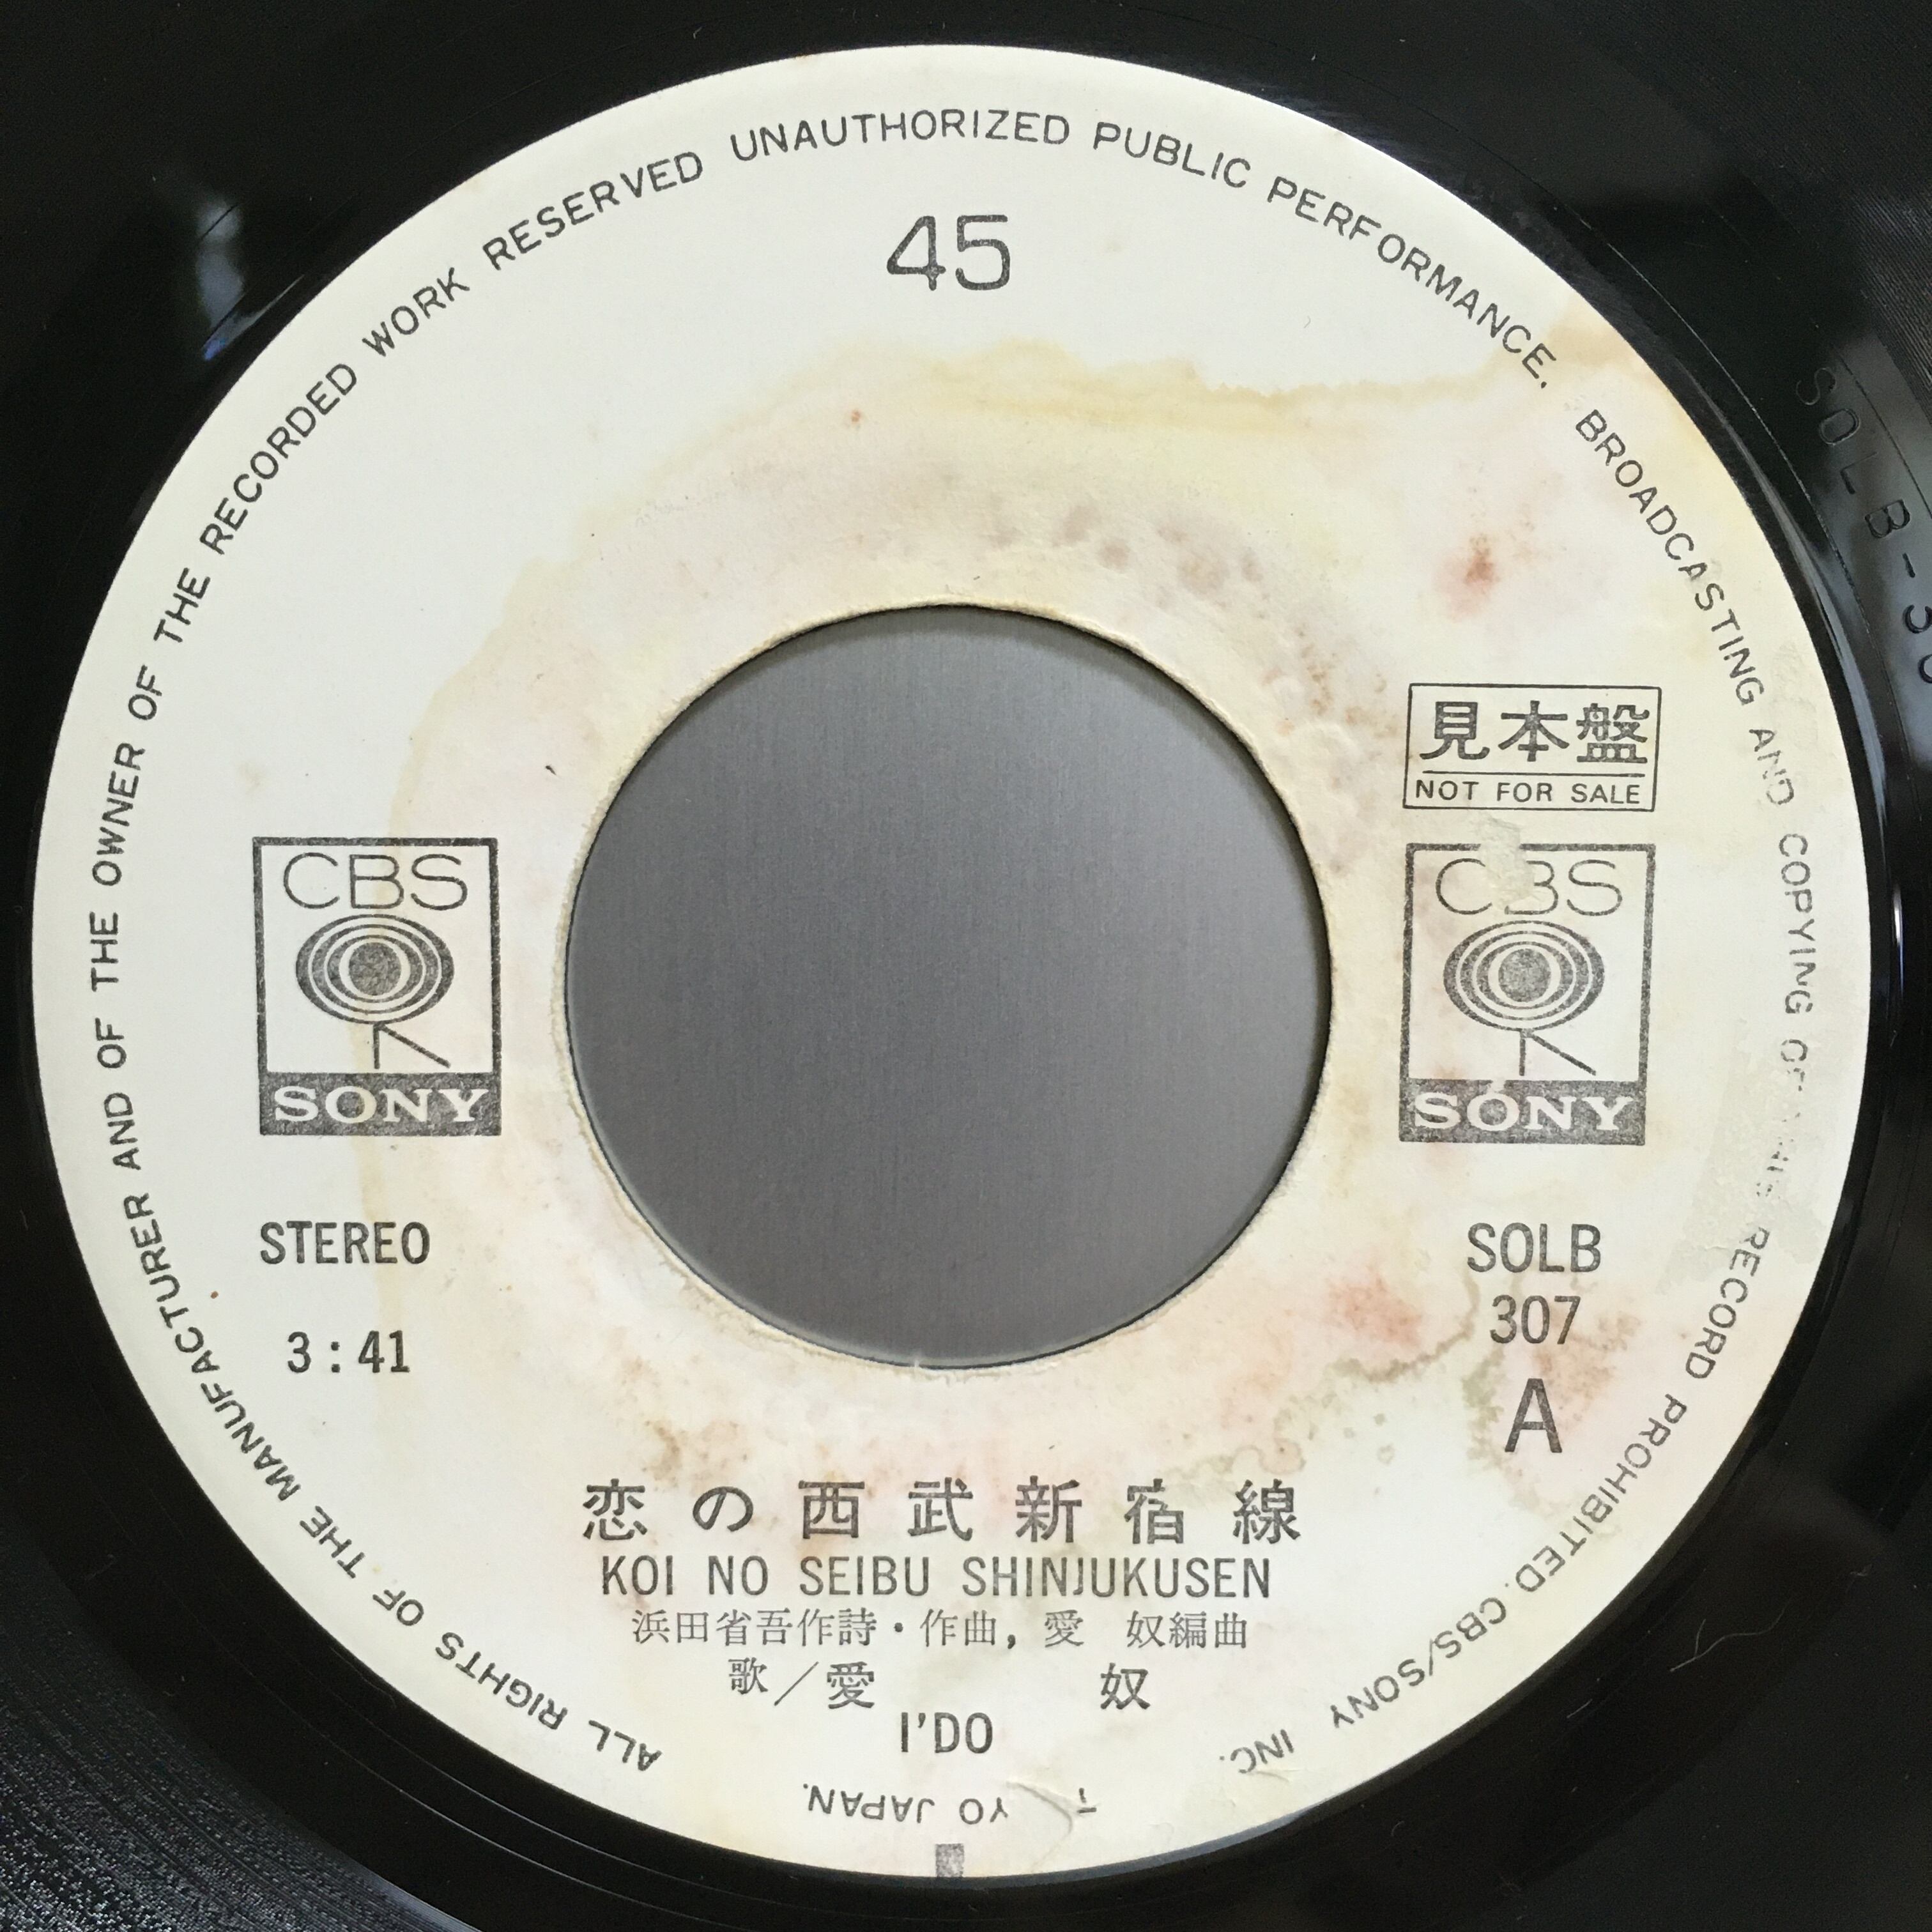 ALL RIGHTS OF THE MANUFACTURER AND OF THE OWNER OF THE RECORDED WORK RESERVED UNAUTHORIZED PUBLIC PERFORMANCE. BROADCASTING AND COPYING OF THIS RECORD PROHIBITED. CBS/SONY INC. JAPAN.
45
見本盤
NOT FOR SALE
CBS
SONY
CBS
SONY
STEREO
3:41
SOLB
307
A
恋の西武新宿線
KOI NO SEIBU SHINJUKUSEN
浜田省吾作詩・作曲, 愛 奴編曲
歌/愛 奴
I'DO
SOLB-